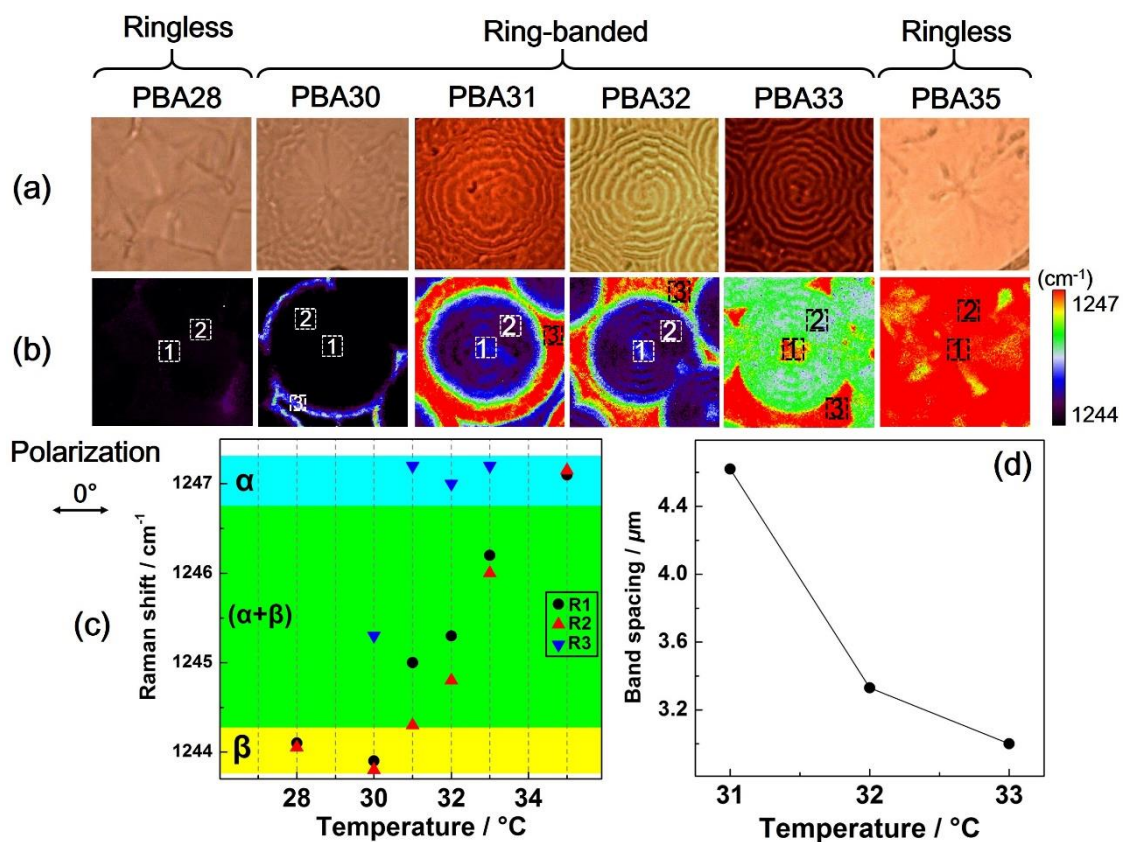 Ringless Ring-banded Ringless
PBA28 PBA30 PBA31 PBA32 PBA33 PBA35
(a)
(cm⁻¹)
1247
1244
(b)
1 2
1 2 3
1 2 3
1 2 3
1 2 3
1 2
Polarization
0°
(c)
Raman shift / cm⁻¹
1247
1246
1245
1244
α
(α+β)
β
R1
R2
R3
28 30 32 34
Temperature / °C
(d)
Band spacing / µm
4.4
4.0
3.6
3.2
31 32 33
Temperature / °C